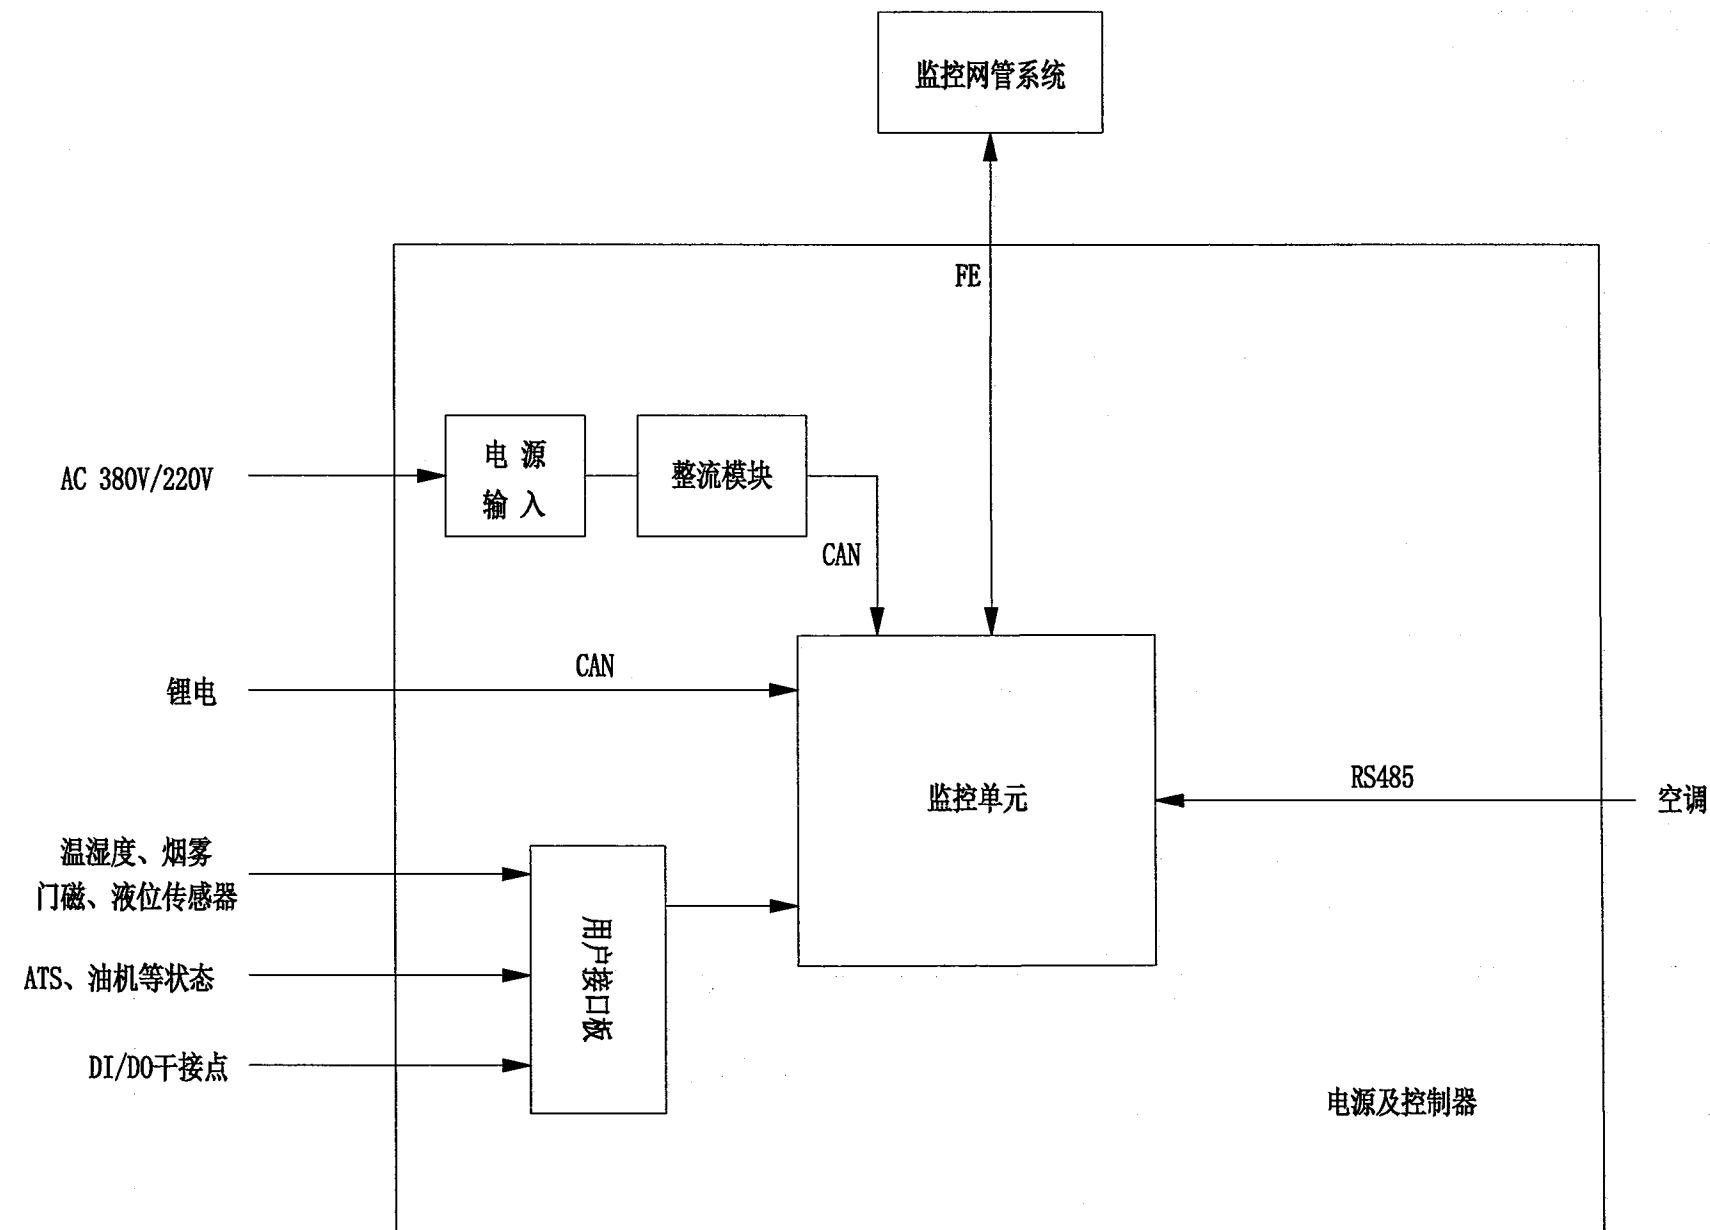 监控网管系统
FE
AC 380V/220V
电 源
输 入
整流模块
CAN
锂电
CAN
监控单元
RS485
空调
温湿度、烟雾
门磁、液位传感器
用户接口板
ATS、油机等状态
DI/DO干接点
电源及控制器